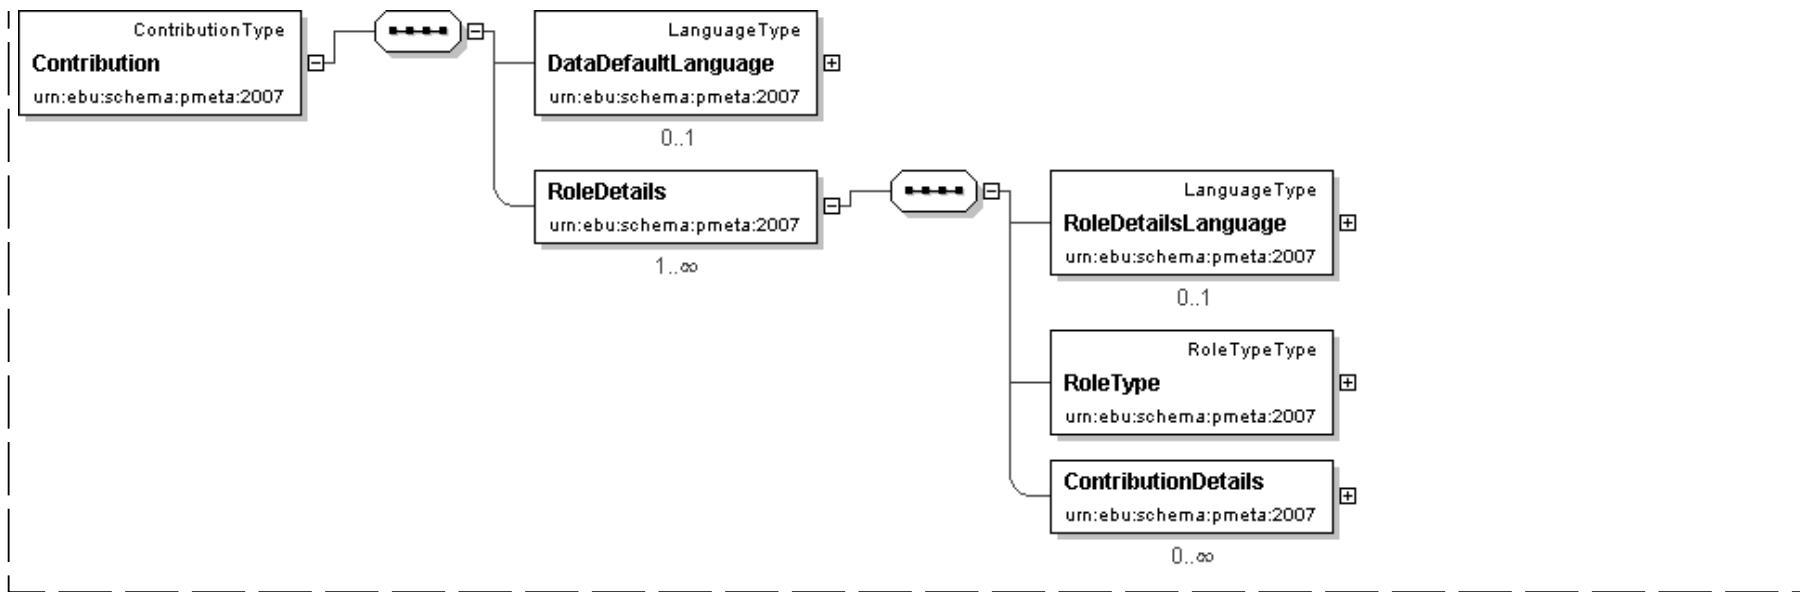 ContributionType
Contribution
urn:ebu:schema:pmeta:2007
LanguageType
DataDefaultLanguage
urn:ebu:schema:pmeta:2007
0..1
RoleDetails
urn:ebu:schema:pmeta:2007
1..∞
LanguageType
RoleDetailsLanguage
urn:ebu:schema:pmeta:2007
0..1
RoleTypeType
RoleType
urn:ebu:schema:pmeta:2007
ContributionDetails
urn:ebu:schema:pmeta:2007
0..∞